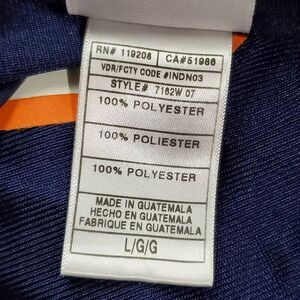 RN# 119208 CA#51986
VDR/FCTY CODE #INDN03
STYLE# 7182W 07
100% POLYESTER
100% POLIESTER
100% POLYESTER
MADE IN GUATEMALA
HECHO EN GUATEMALA
FABRIQUE EN GUATEMALA
L/G/G